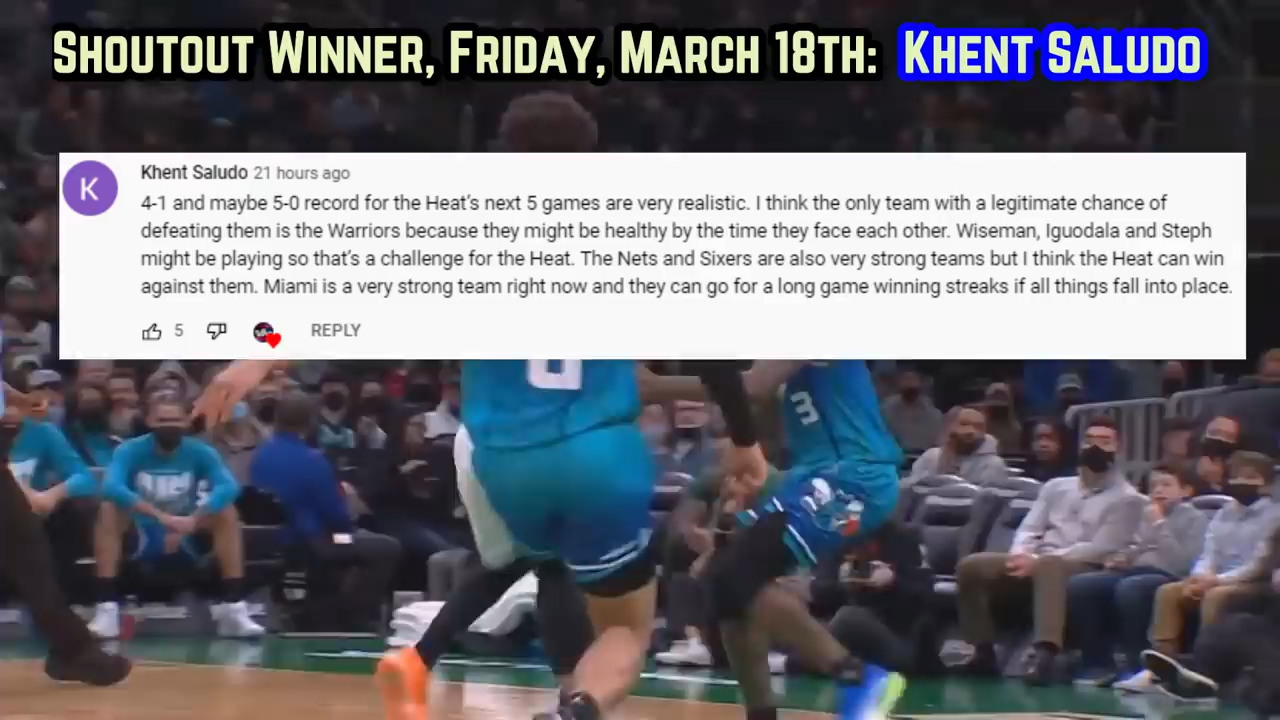 Shoutout Winner, Friday, March 18th: Khent Saludo
K
Khent Saludo 21 hours ago
4-1 and maybe 5-0 record for the Heat's next 5 games are very realistic. I think the only team with a legitimate chance of
defeating them is the Warriors because they might be healthy by the time they face each other. Wiseman, Iguodala and Steph
might be playing so that's a challenge for the Heat. The Nets and Sixers are also very strong teams but I think the Heat can win
against them. Miami is a very strong team right now and they can go for a long game winning streaks if all things fall into place.
5 REPLY
3